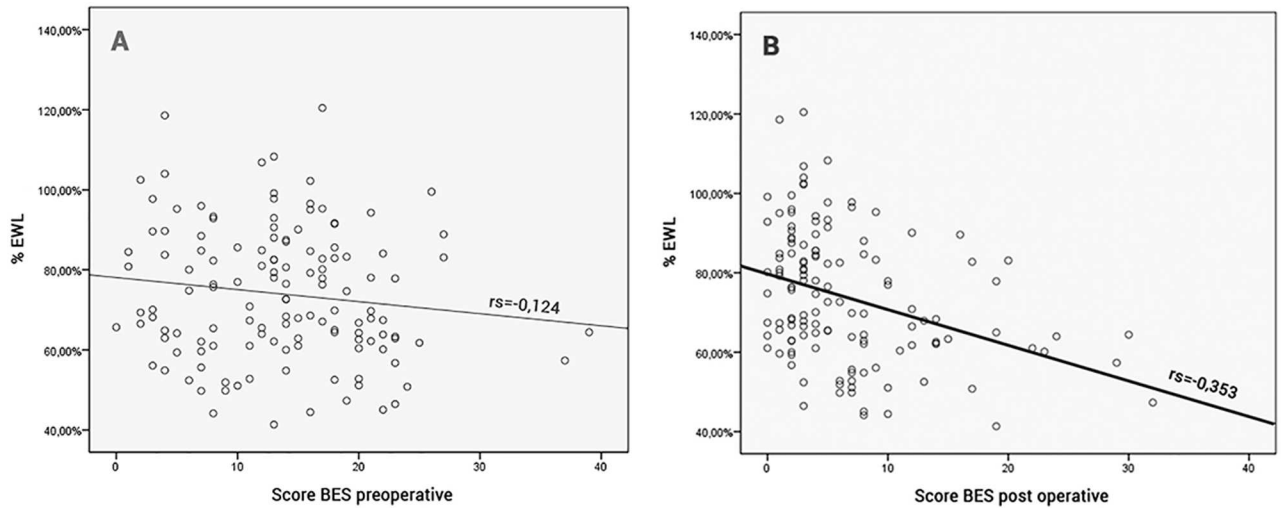 A
140,00%
120,00%
100,00%
80,00%
60,00%
40,00%
% EWL
rs=-0,124
0 10 20 30 40
Score BES preoperative
B
140,00%
120,00%
100,00%
80,00%
60,00%
40,00%
% EWL
rs=-0,353
0 10 20 30 40
Score BES post operative